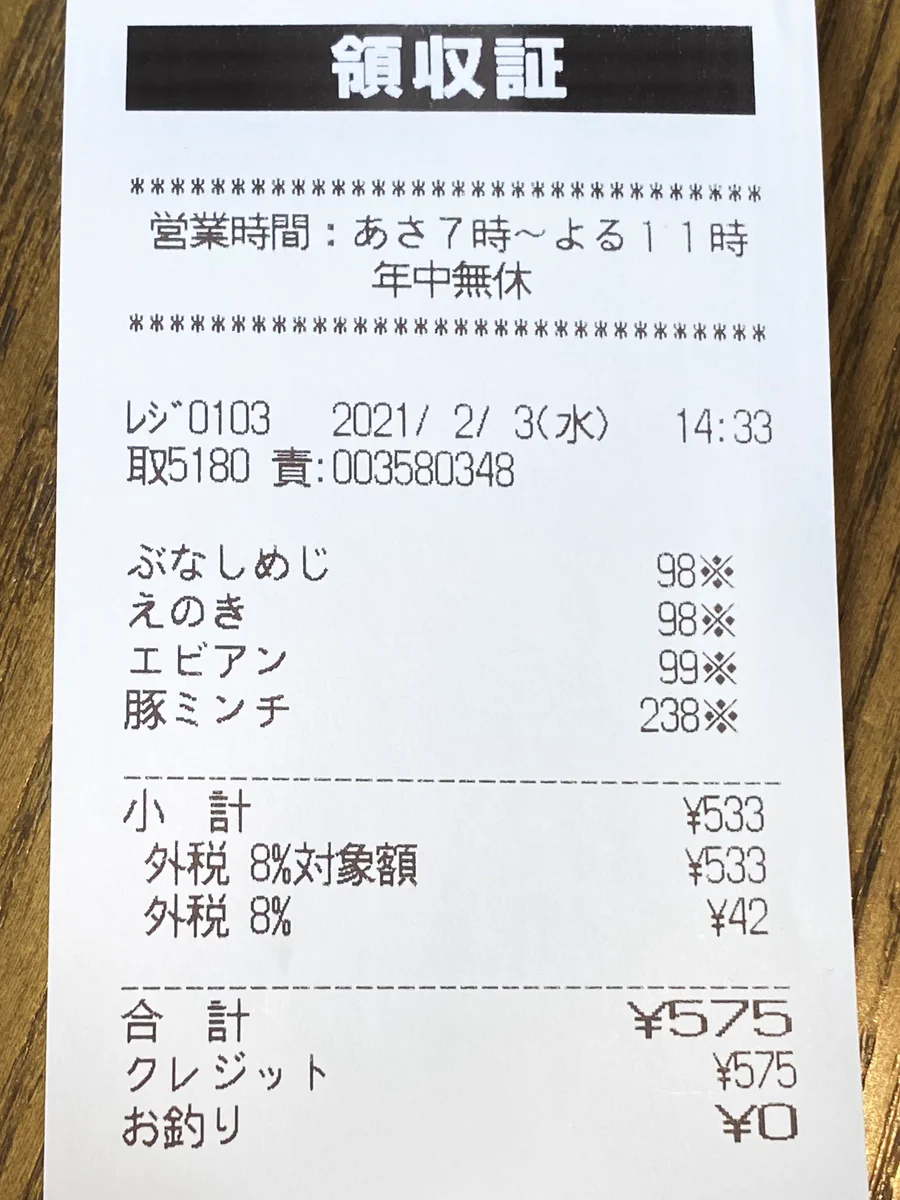 領収証
********************************
営業時間：あさ７時～よる１１時
年中無休
********************************
ﾚｼﾞ0103 2021/ 2/ 3(水) 14:33
取5180 責:003580348
ぶなしめじ 98※
えのき 98※
エビアン 99※
豚ミンチ 238※
小 計 ¥533
外税 8%対象額 ¥533
外税 8% ¥42
合 計 ¥575
クレジット ¥575
お釣り ¥0